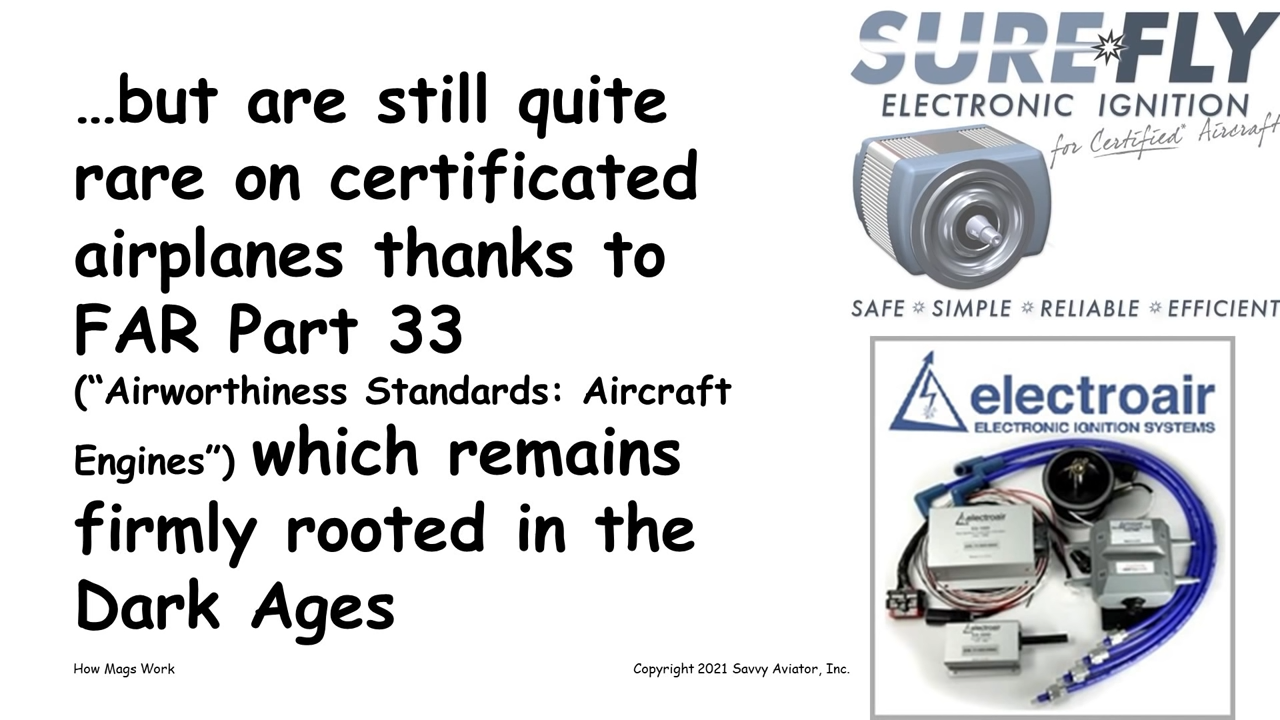 ...but are still quite
rare on certificated
airplanes thanks to
FAR Part 33
(“Airworthiness Standards: Aircraft
Engines”) which remains
firmly rooted in the
Dark Ages
How Mags Work
Copyright 2021 Savvy Aviator, Inc.
SUREFLY
ELECTRONIC IGNITION
for Certified* Aircraft
SAFE * SIMPLE * RELIABLE * EFFICIENT
electroair
ELECTRONIC IGNITION SYSTEMS
electroair
electroair